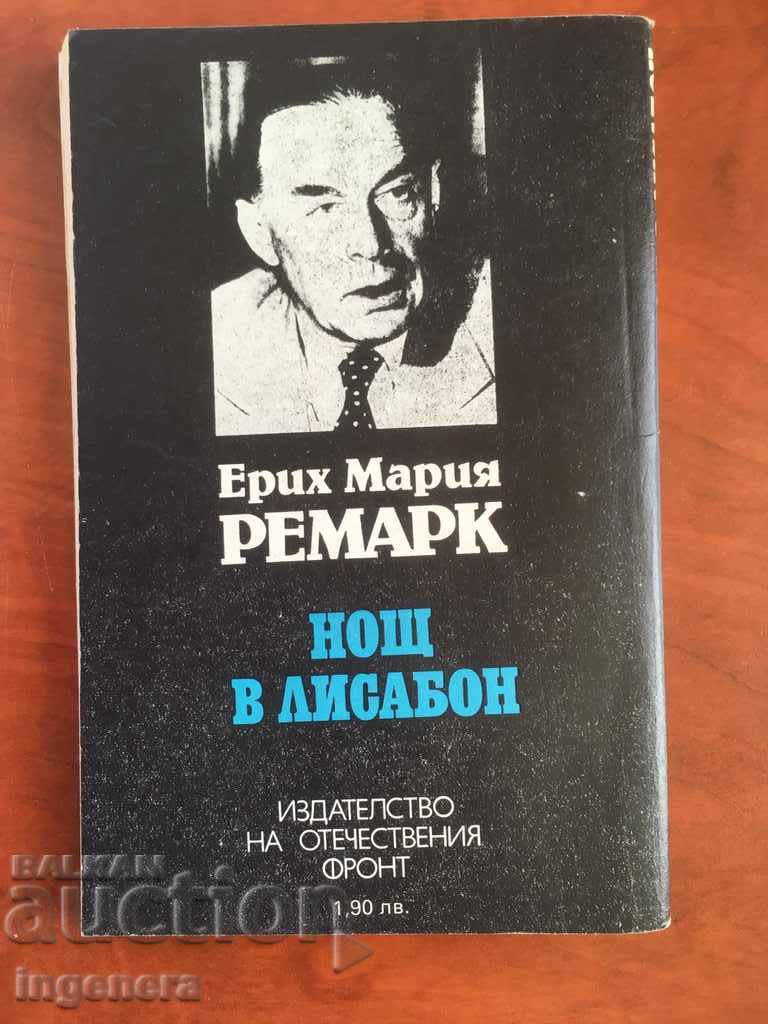 Ерих Мария
РЕМАРК
НОЩ
В ЛИСАБОН
ИЗДАТЕЛСТВО
НА ОТЕЧЕСТВЕНИЯ
ФРОНТ
1,90 лв.
BALKAN
auction
ingenera